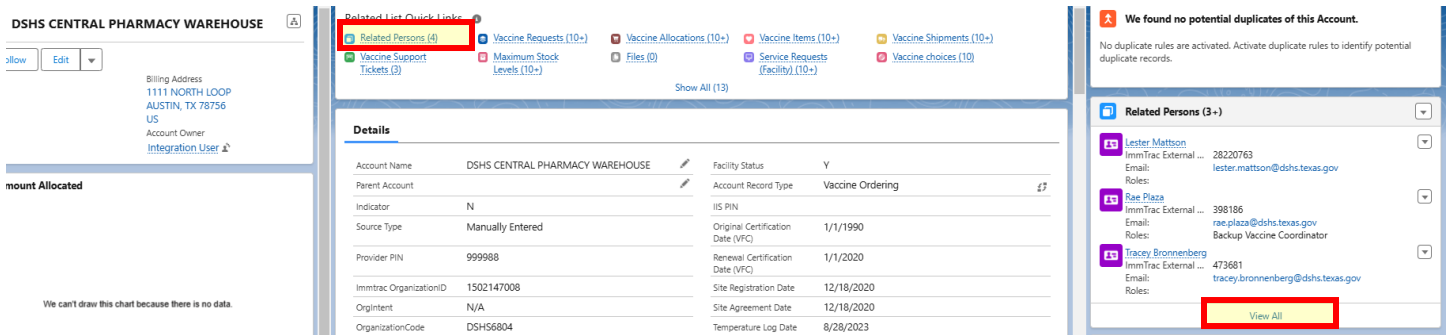 DSHS CENTRAL PHARMACY WAREHOUSE
ollow Edit
Billing Address
1111 NORTH LOOP
AUSTIN, TX 78756
US
Account Owner
Integration User
mount Allocated
We can't draw this chart because there is no data.
Related List Quick Links
Related Persons (4) Vaccine Requests (10+) Vaccine Allocations (10+) Vaccine Items (10+) Vaccine Shipments (10+)
Vaccine Support Tickets (3) Maximum Stock Levels (10+) Files (0) Service Requests (Facility) (10+) Vaccine choices (10)
Show All (13)
Details
Account Name DSHS CENTRAL PHARMACY WAREHOUSE Facility Status Y
Parent Account Account Record Type Vaccine Ordering
Indicator N IIS PIN
Source Type Manually Entered Original Certification Date (VFC) 1/1/1990
Provider PIN 999988 Renewal Certification Date (VFC) 1/1/2020
Immtrac OrganizationID 1502147008 Site Registration Date 12/18/2020
OrgIntent N/A Site Agreement Date 12/18/2020
OrganizationCode DSHS6804 Temperature Log Date 8/28/2023
We found no potential duplicates of this Account.
No duplicate rules are activated. Activate duplicate rules to identify potential
duplicate records.
Related Persons (3+)
Lester Mattson
ImmTrac External ... 28220763
Email: lester.mattson@dshs.texas.gov
Roles:
Rae Plaza
ImmTrac External ... 398186
Email: rae.plaza@dshs.texas.gov
Roles: Backup Vaccine Coordinator
Tracey Bronnenberg
ImmTrac External ... 473681
Email: tracey.bronnenberg@dshs.texas.gov
Roles:
View All